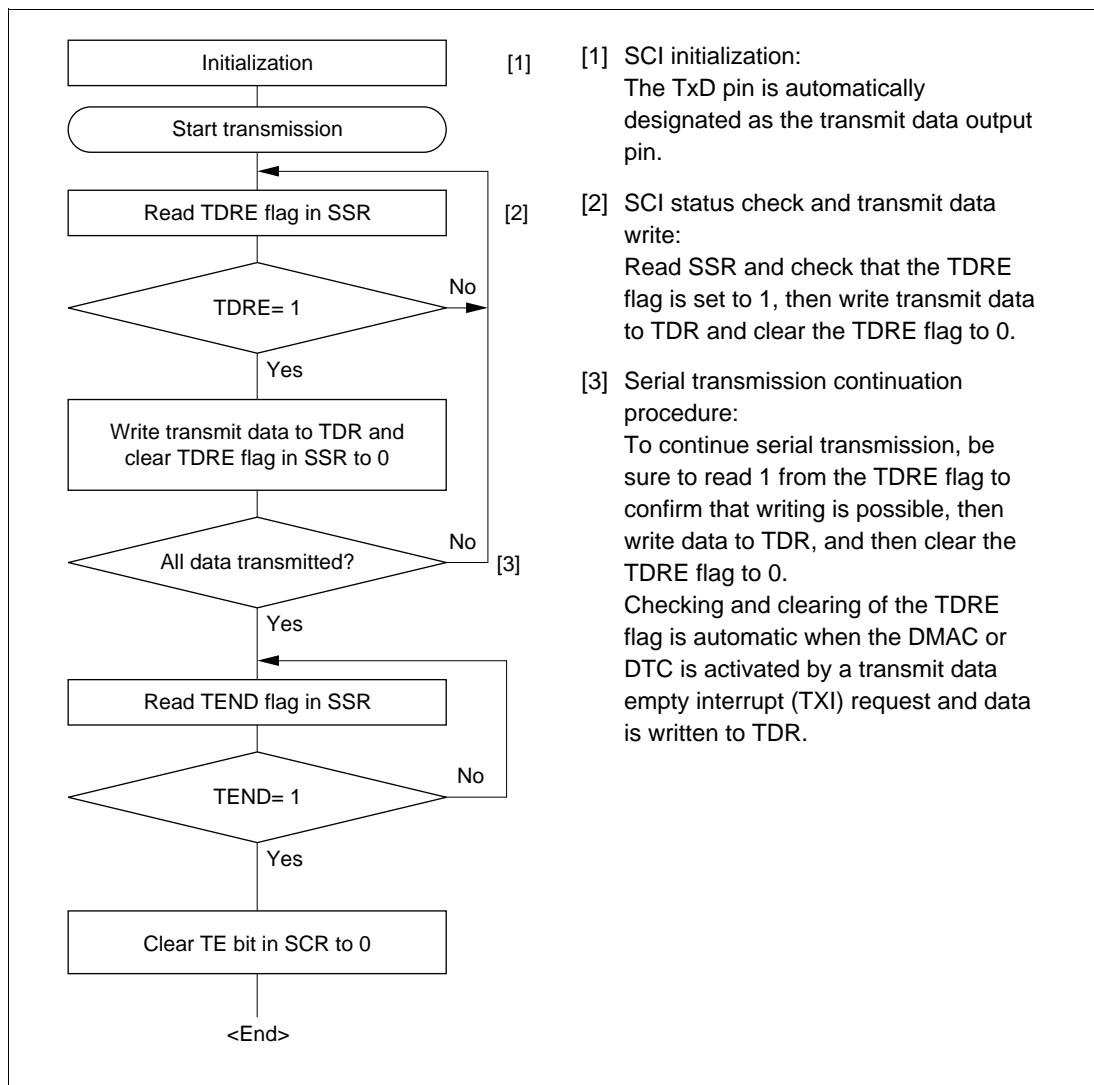 Initialization
[1]
Start transmission
Read TDRE flag in SSR
[2]
TDRE= 1
No
Yes
Write transmit data to TDR and
clear TDRE flag in SSR to 0
All data transmitted?
No
[3]
Yes
Read TEND flag in SSR
TEND= 1
No
Yes
Clear TE bit in SCR to 0
<End>
[1] SCI initialization:
The TxD pin is automatically
designated as the transmit data output
pin.
[2] SCI status check and transmit data
write:
Read SSR and check that the TDRE
flag is set to 1, then write transmit data
to TDR and clear the TDRE flag to 0.
[3] Serial transmission continuation
procedure:
To continue serial transmission, be
sure to read 1 from the TDRE flag to
confirm that writing is possible, then
write data to TDR, and then clear the
TDRE flag to 0.
Checking and clearing of the TDRE
flag is automatic when the DMAC or
DTC is activated by a transmit data
empty interrupt (TXI) request and data
is written to TDR.